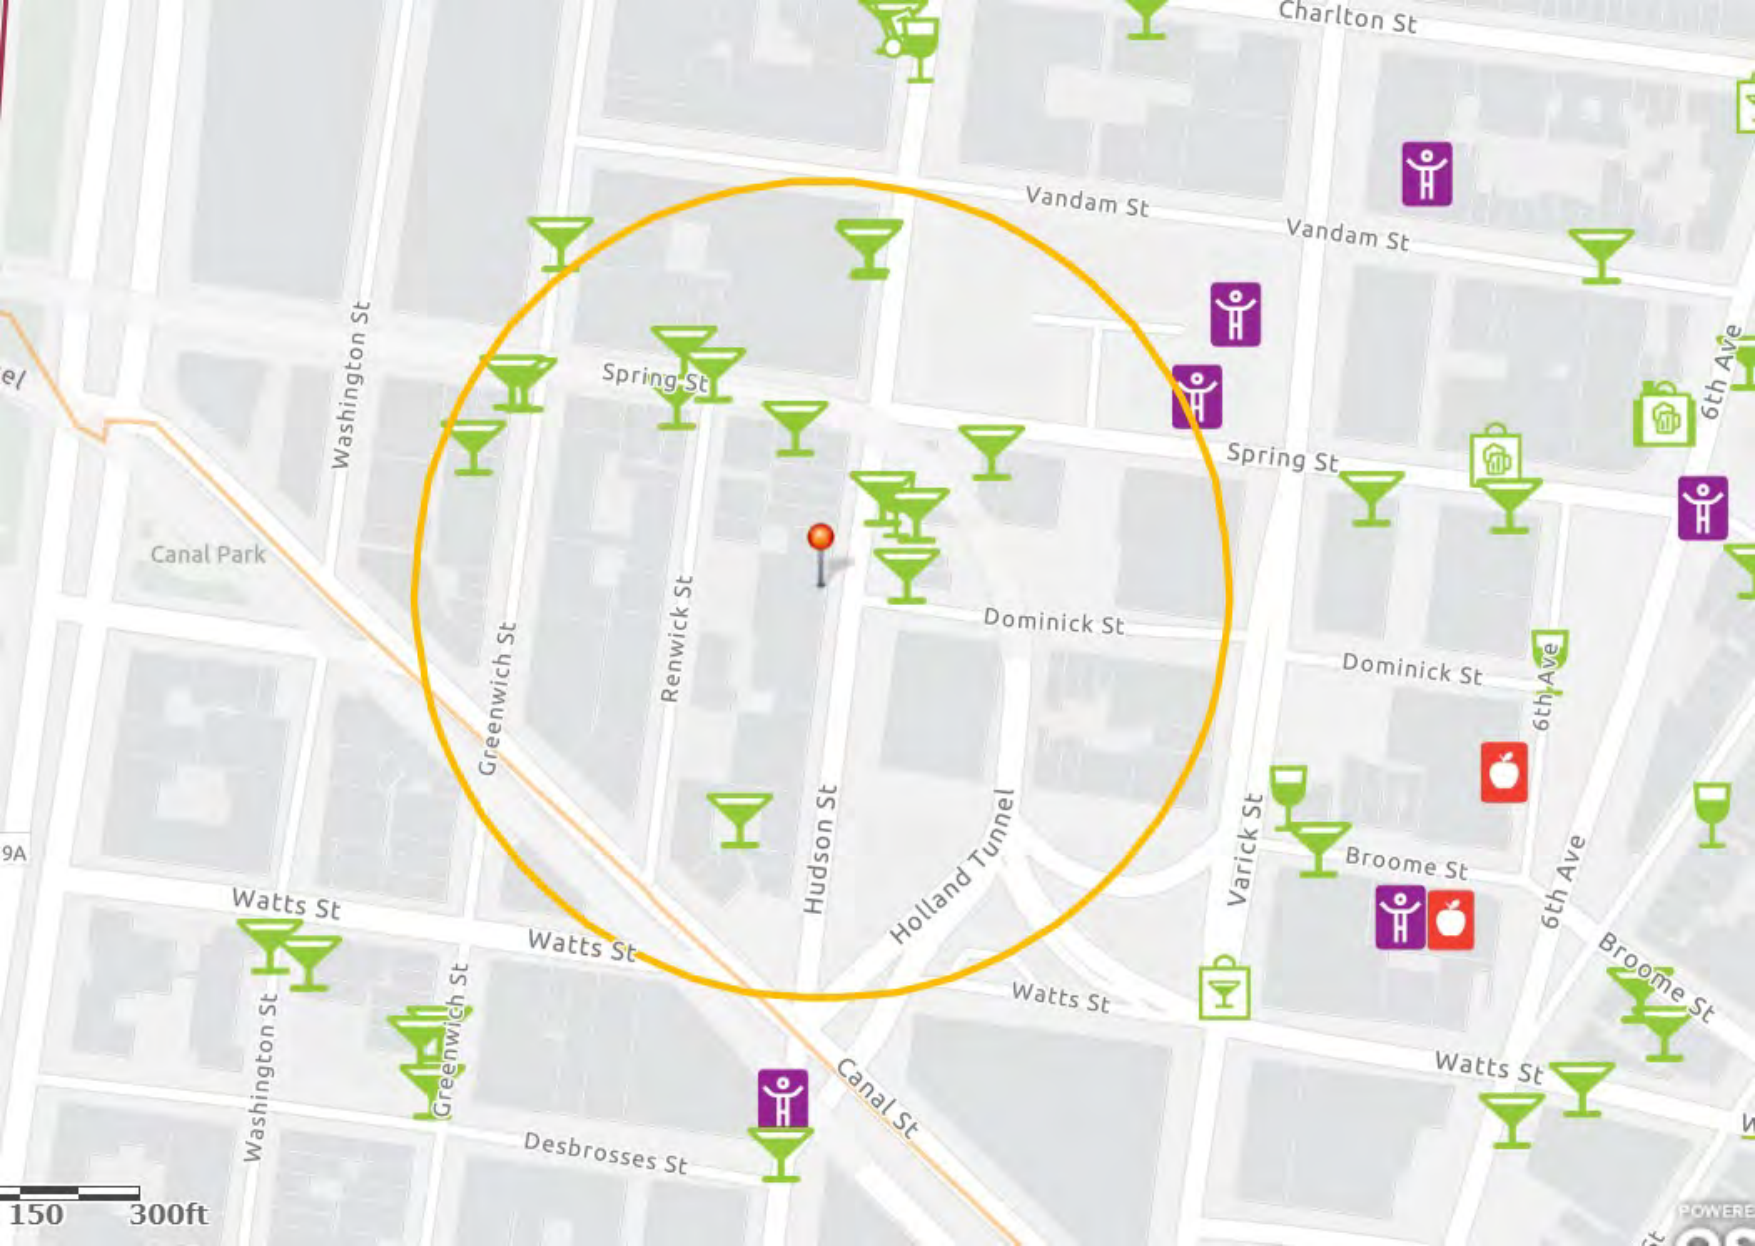 Charlton St
Vandam St
Vandam St
Washington St
6th Ave
el
Spring St
Spring St
Canal Park
Renwick St
Greenwich St
Dominick St
Dominick St
6th Ave
Hudson St
Holland Tunnel
Varick St
Broome St
6th Ave
9A
Watts St
Watts St
Broome St
Watts St
Washington St
Greenwich St
Canal St
Watts St
W
Desbrosses St
150
300ft
POWERE
St